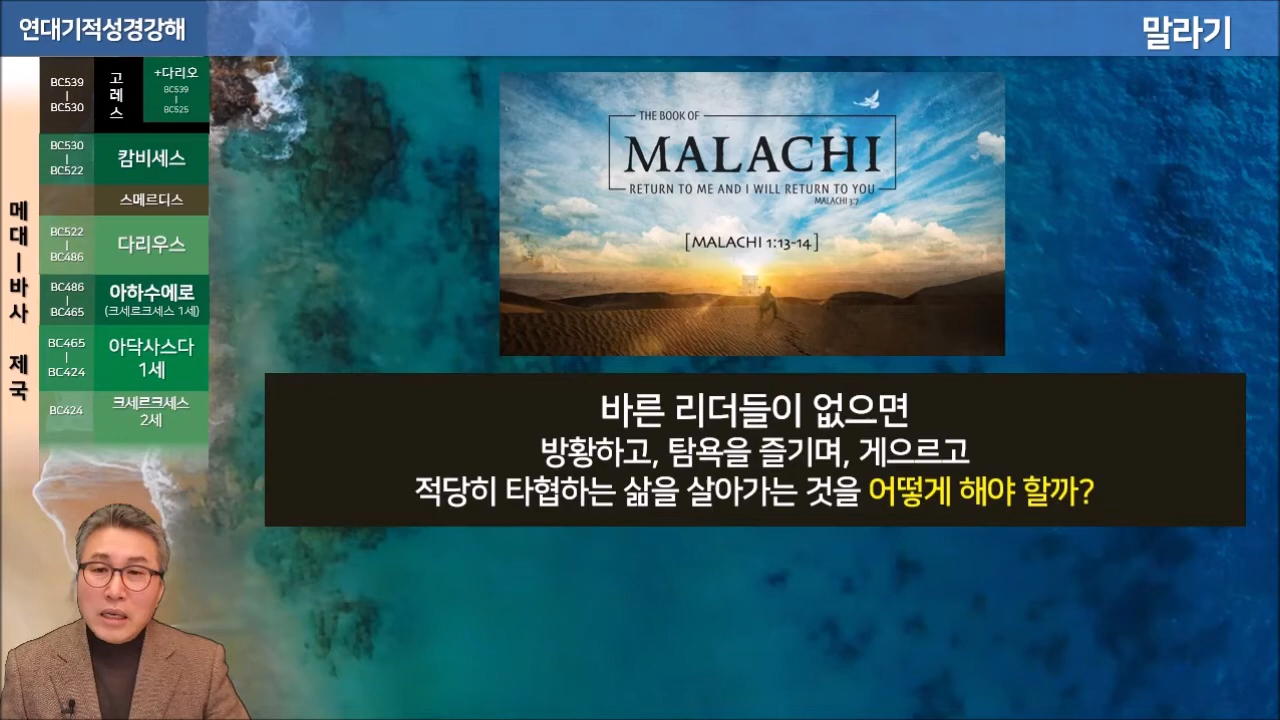 연대기적성경강해
말라기
메대ㅡ바사 제국
BC539
|
BC530
고레스
+다리오
BC539
|
BC525
BC530
|
BC522
캄비세스
스메르디스
BC522
|
BC486
다리우스
BC486
|
BC465
아하수에로
(크세르크세스 1세)
BC465
|
BC424
아닥사스다
1세
BC424
크세르크세스
2세
THE BOOK OF
MALACHI
RETURN TO ME AND I WILL RETURN TO YOU
MALACHI 3:7
[MALACHI 1:13-14]
바른 리더들이 없으면
방황하고, 탐욕을 즐기며, 게으르고
적당히 타협하는 삶을 살아가는 것을 어떻게 해야 할까?